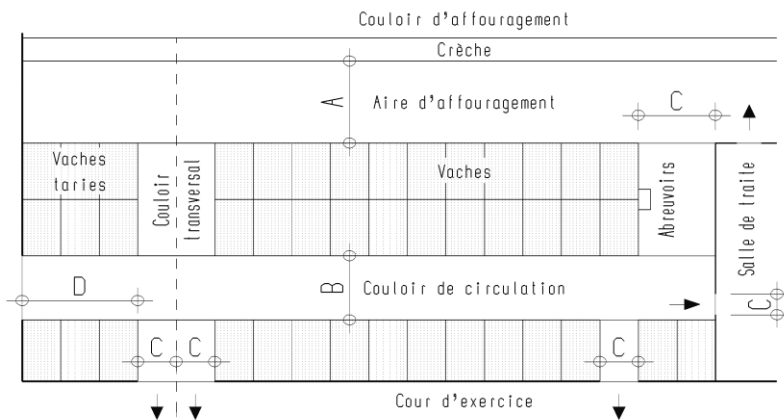 Couloir d'affouragement
Crèche
A
Aire d'affouragement
C
Vaches
taries
Couloir
transversal
Vaches
Abreuvoirs
Salle de traite
D
B
Couloir de circulation
C
C
C
C
Cour d'exercice